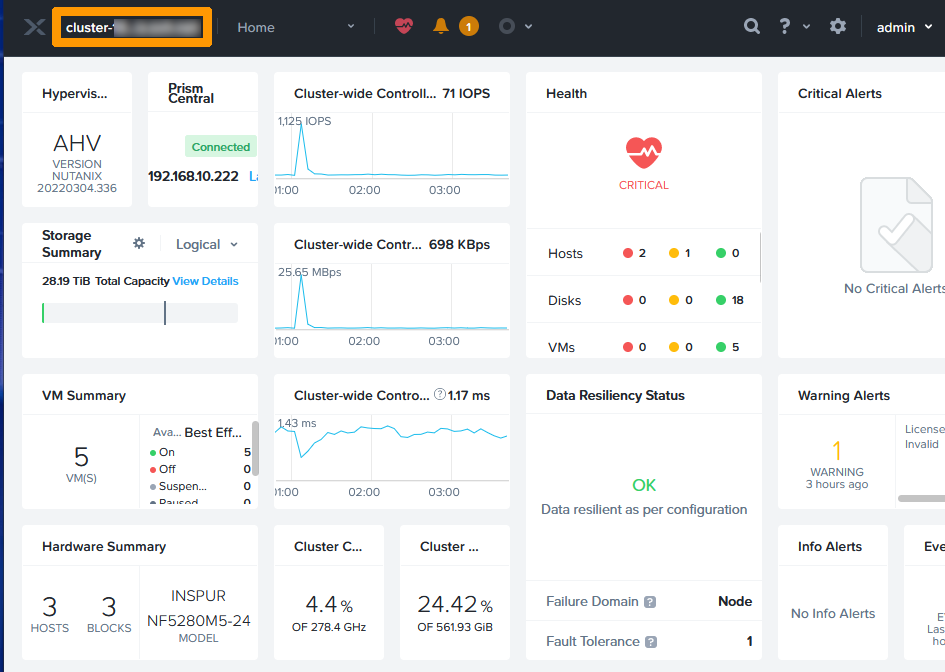 cluster-
Home
1
?
admin
Hypervis...
AHV
VERSION
NUTANIX
20220304.336
Prism
Central
Connected
192.168.10.222 La
Cluster-wide Controll... 71 IOPS
1,125 IOPS
01:00 02:00 03:00
Health
CRITICAL
Hosts 2 1 0
Disks 0 0 18
VMs 0 0 5
Critical Alerts
No Critical Alerts
Storage
Summary
Logical
28.19 TiB Total Capacity View Details
Cluster-wide Contr... 698 KBps
25.65 MBps
01:00 02:00 03:00
VM Summary
5
VM(S)
Ava... Best Eff...
On 5
Off 0
Suspen... 0
Paused 0
Cluster-wide Contro... ? 1.17 ms
1.43 ms
01:00 02:00 03:00
Data Resiliency Status
OK
Data resilient as per configuration
Failure Domain ? Node
Fault Tolerance ? 1
Warning Alerts
1
WARNING
3 hours ago
License
Invalid
Hardware Summary
3
HOSTS
3
BLOCKS
INSPUR
NF5280M5-24
MODEL
Cluster C...
4.4 %
OF 278.4 GHz
Cluster ...
24.42 %
OF 561.93 GiB
Info Alerts
No Info Alerts
Eve
Las
ho